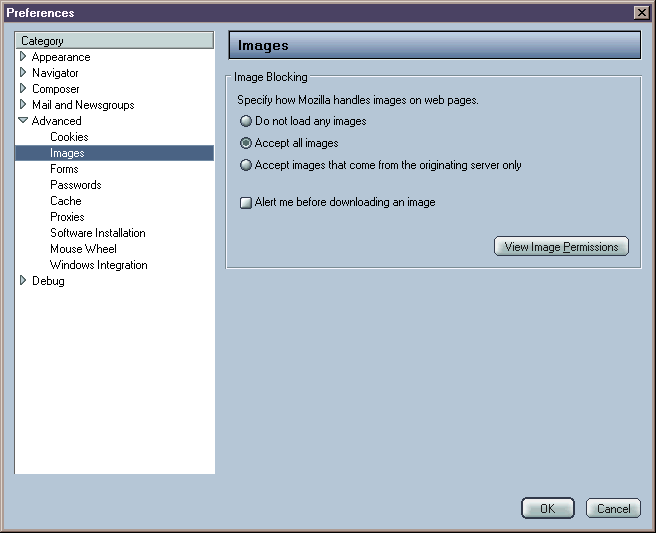 Preferences
Category
Appearance
Navigator
Composer
Mail and Newsgroups
Advanced
Cookies
Images
Forms
Passwords
Cache
Proxies
Software Installation
Mouse Wheel
Windows Integration
Debug
Images
Image Blocking
Specify how Mozilla handles images on web pages.
Do not load any images
Accept all images
Accept images that come from the originating server only
Alert me before downloading an image
View Image Permissions
OK
Cancel